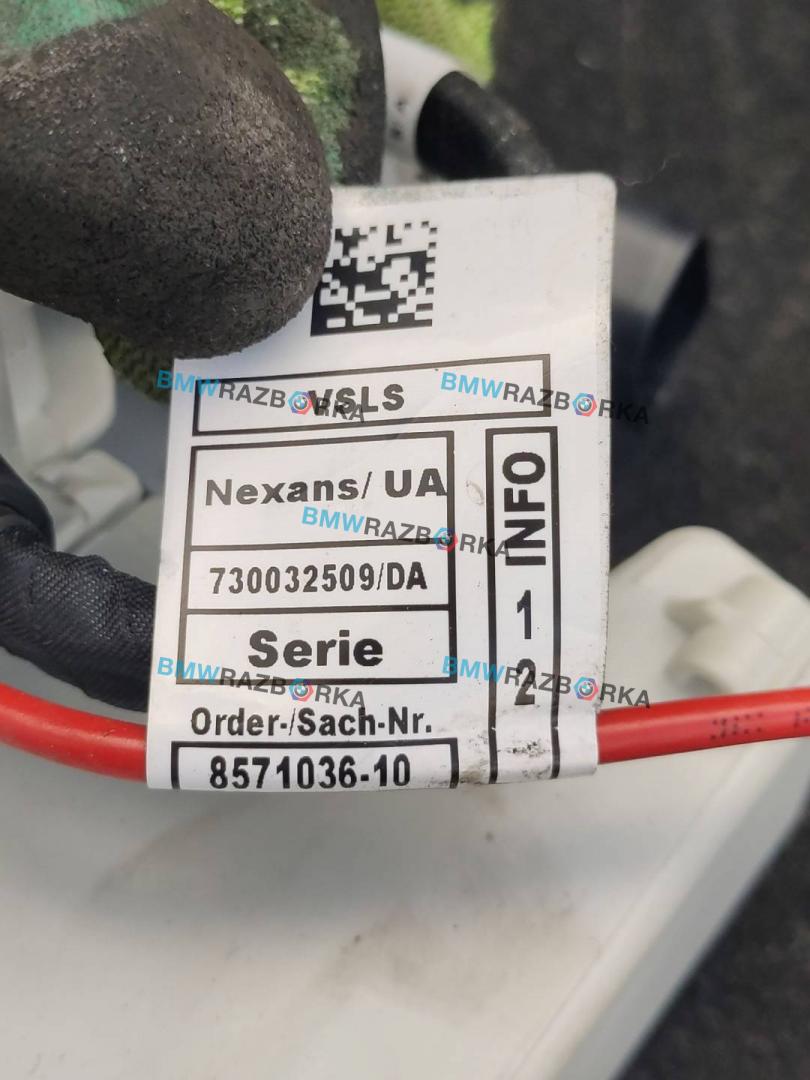 VSLS
BMWRAZBORKA
BMWRAZBORKA
Nexans/ UA
BMWRAZBORKA
730032509/DA
Serie
BMWRAZBORKA
BMWRAZBORKA
Order-/Sach-Nr.
8571036-10
INFO
1
2